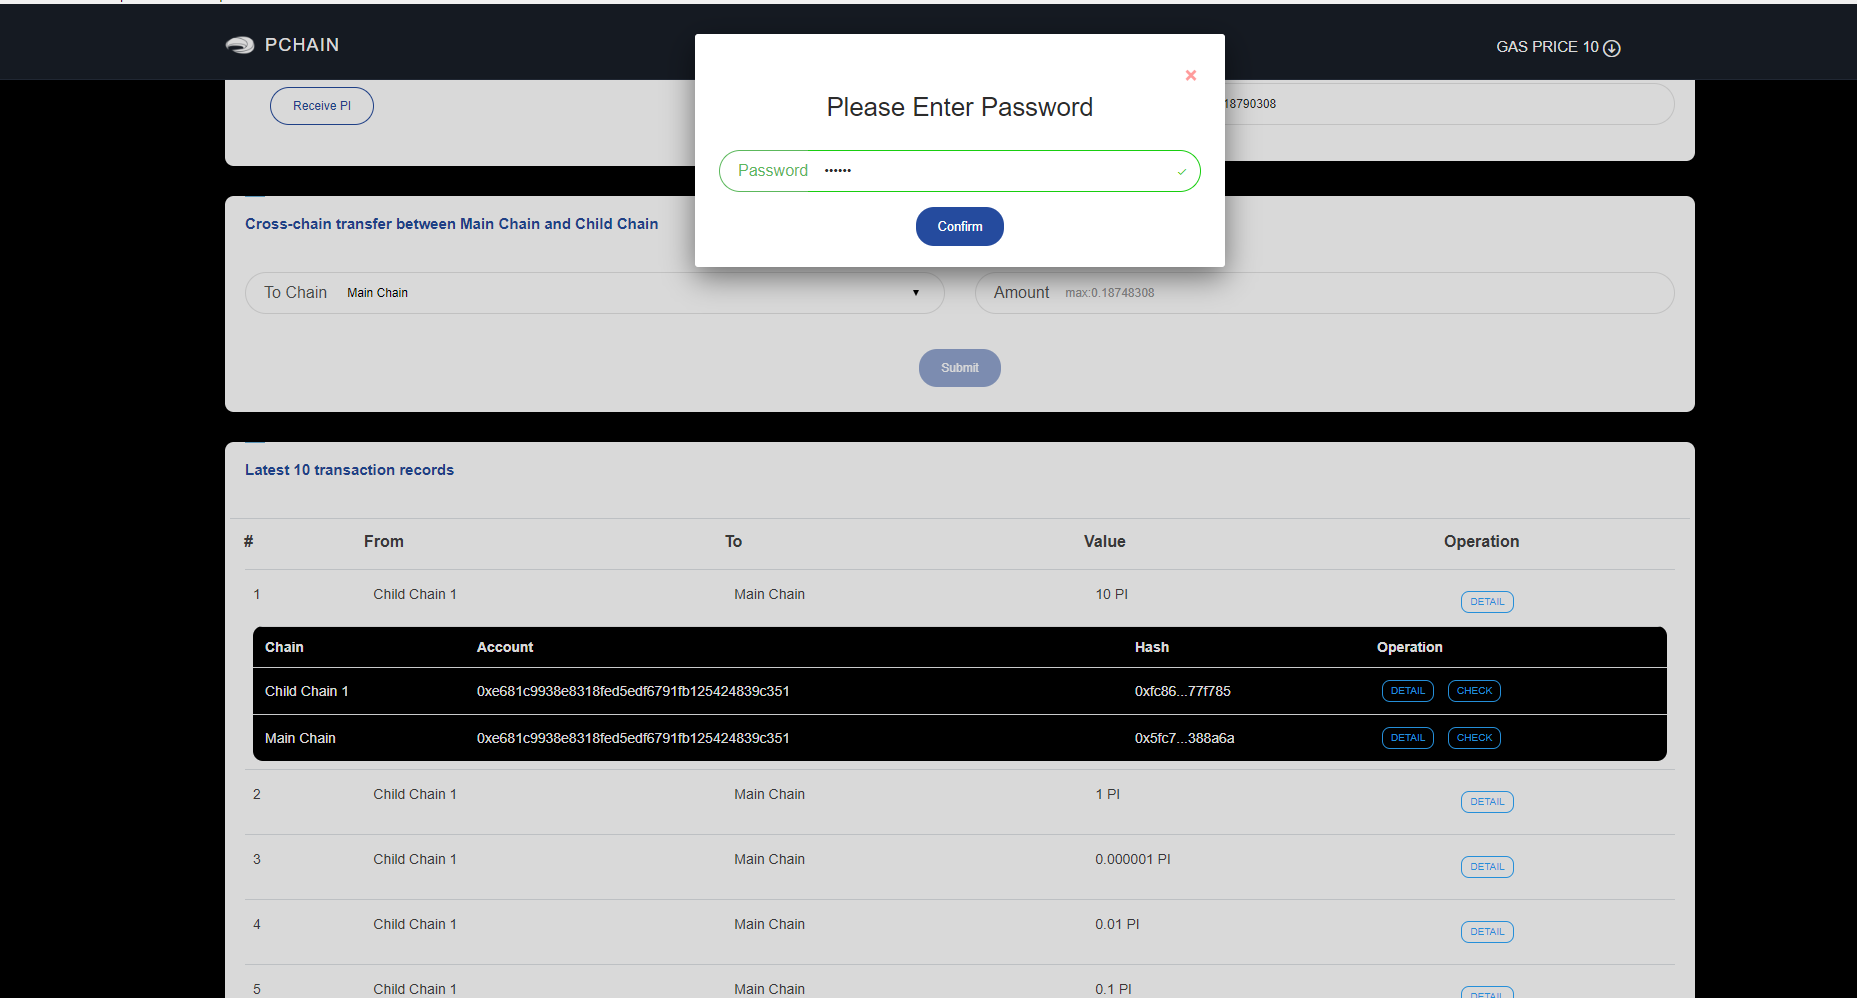 PCHAIN
GAS PRICE 10
Receive PI
18790308
Please Enter Password
Password ······
Confirm
Cross-chain transfer between Main Chain and Child Chain
To Chain Main Chain
Amount max:0.18748308
Submit
Latest 10 transaction records
# From To Value Operation
1 Child Chain 1 Main Chain 10 PI DETAIL
Chain Account Hash Operation
Child Chain 1 0xe681c9938e8318fed5edf6791fb125424839c351 0xfc86...77f785 DETAIL CHECK
Main Chain 0xe681c9938e8318fed5edf6791fb125424839c351 0x5fc7...388a6a DETAIL CHECK
2 Child Chain 1 Main Chain 1 PI DETAIL
3 Child Chain 1 Main Chain 0.000001 PI DETAIL
4 Child Chain 1 Main Chain 0.01 PI DETAIL
5 Child Chain 1 Main Chain 0.1 PI DETAIL